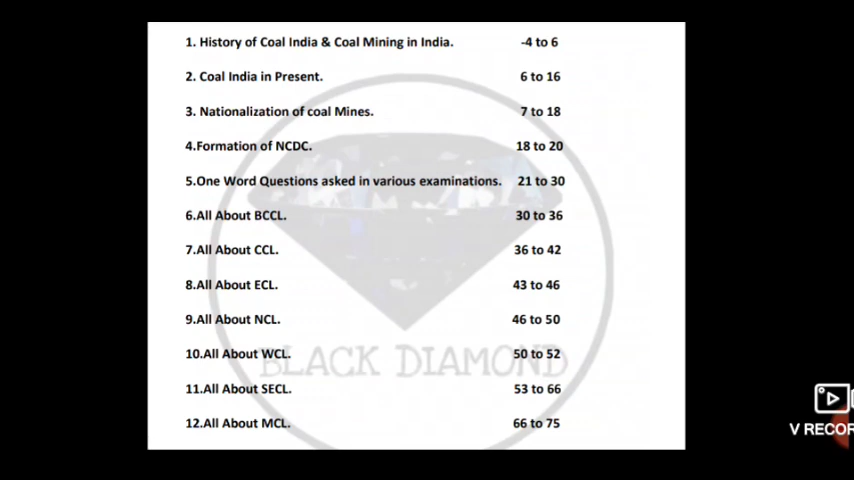 1. History of Coal India & Coal Mining in India. -4 to 6
2. Coal India in Present. 6 to 16
3. Nationalization of coal Mines. 7 to 18
4.Formation of NCDC. 18 to 20
5.One Word Questions asked in various examinations. 21 to 30
6.All About BCCL. 30 to 36
7.All About CCL. 36 to 42
8.All About ECL. 43 to 46
9.All About NCL. 46 to 50
10.All About WCL. 50 to 52
BLACK DIAMOND
11.All About SECL. 53 to 66
12.All About MCL. 66 to 75
V RECOR